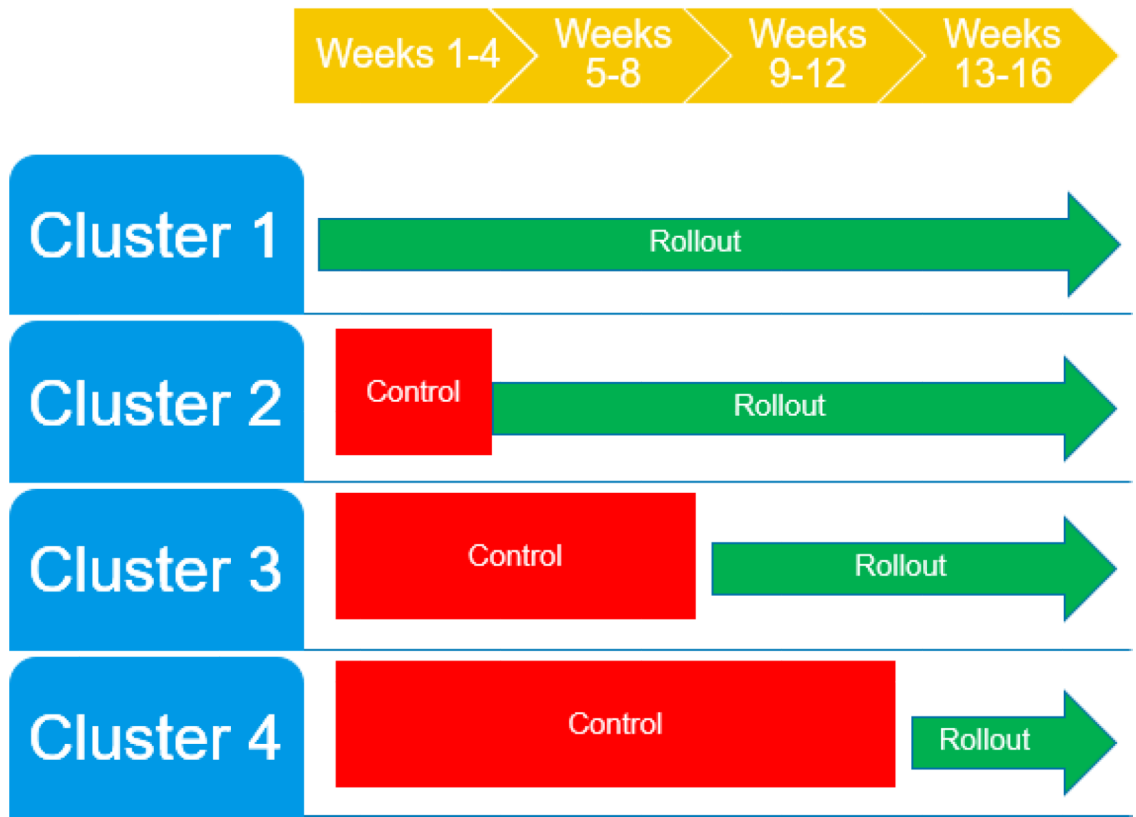 Weeks 1-4
Weeks
5-8
Weeks
9-12
Weeks
13-16
Cluster 1
Rollout
Cluster 2
Control
Rollout
Cluster 3
Control
Rollout
Cluster 4
Control
Rollout